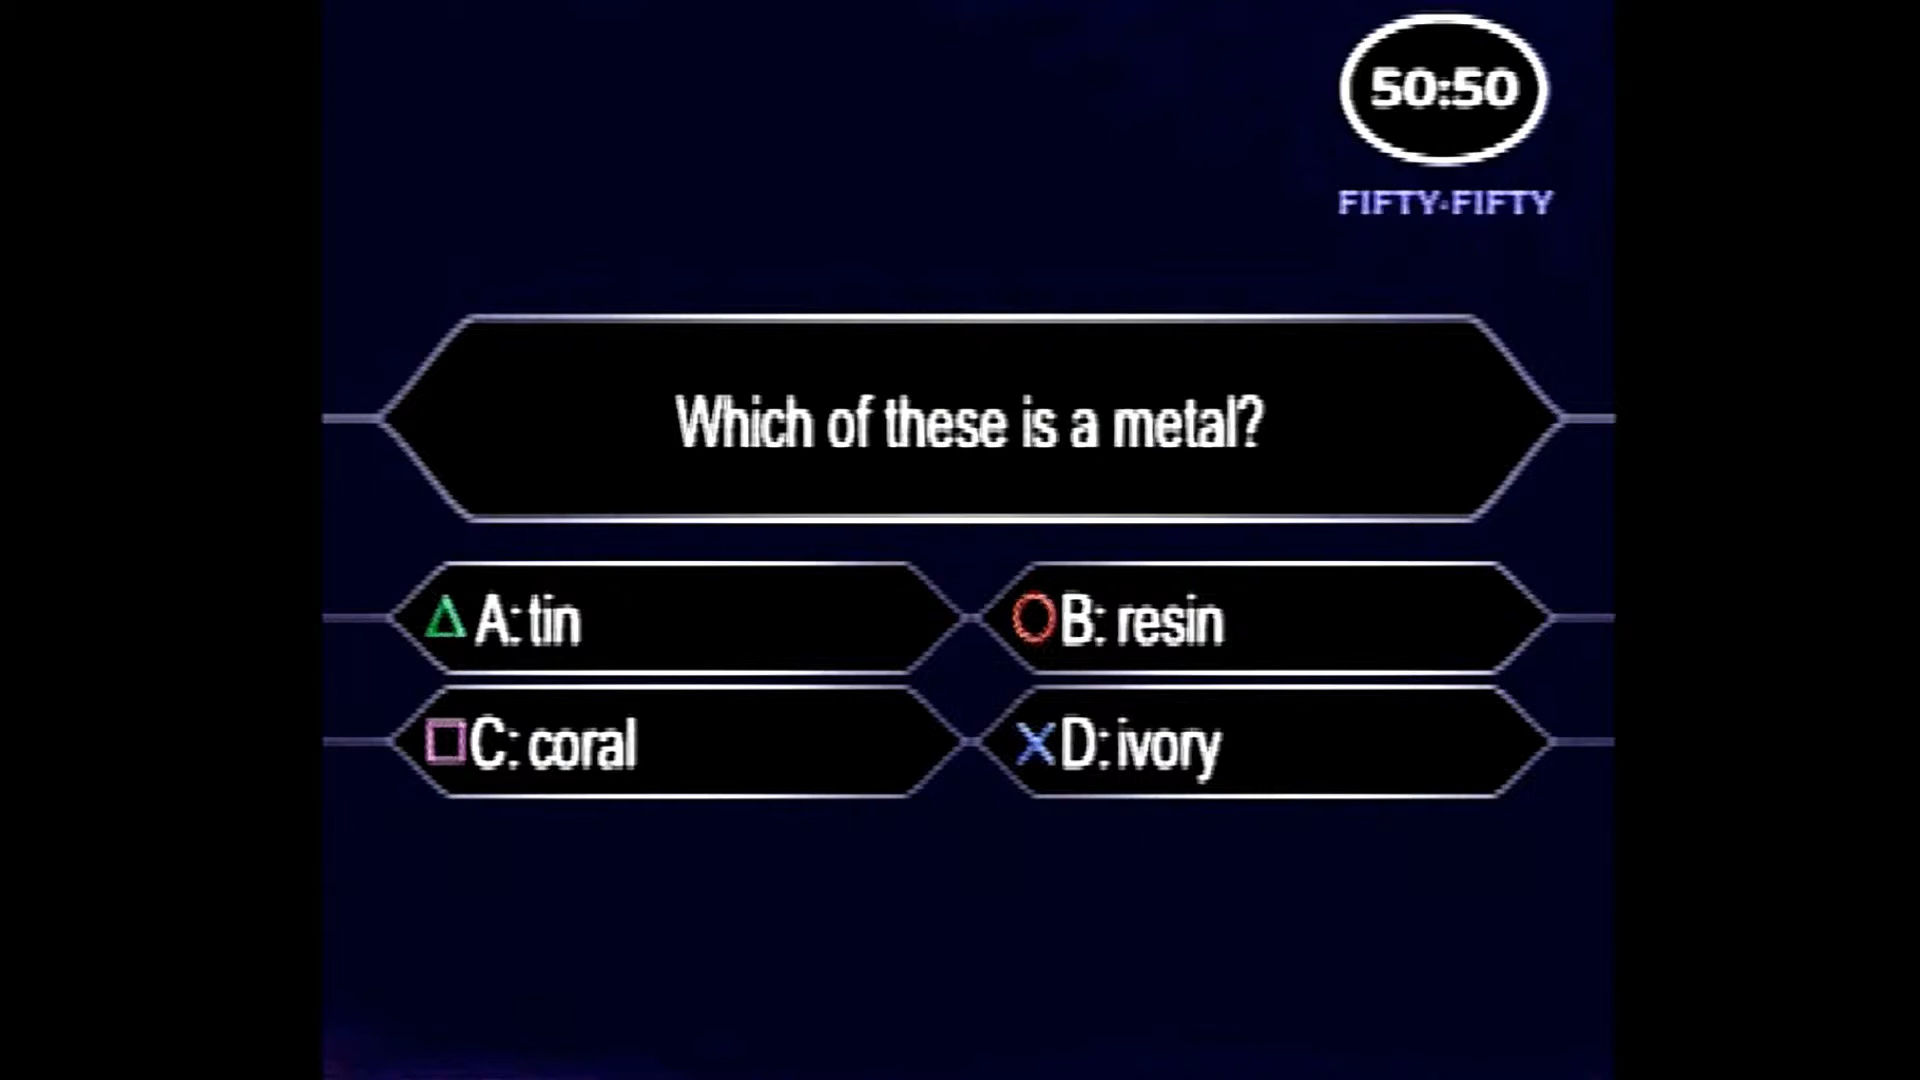 50:50
FIFTY-FIFTY
Which of these is a metal?
A: tin
B: resin
C: coral
D: ivory